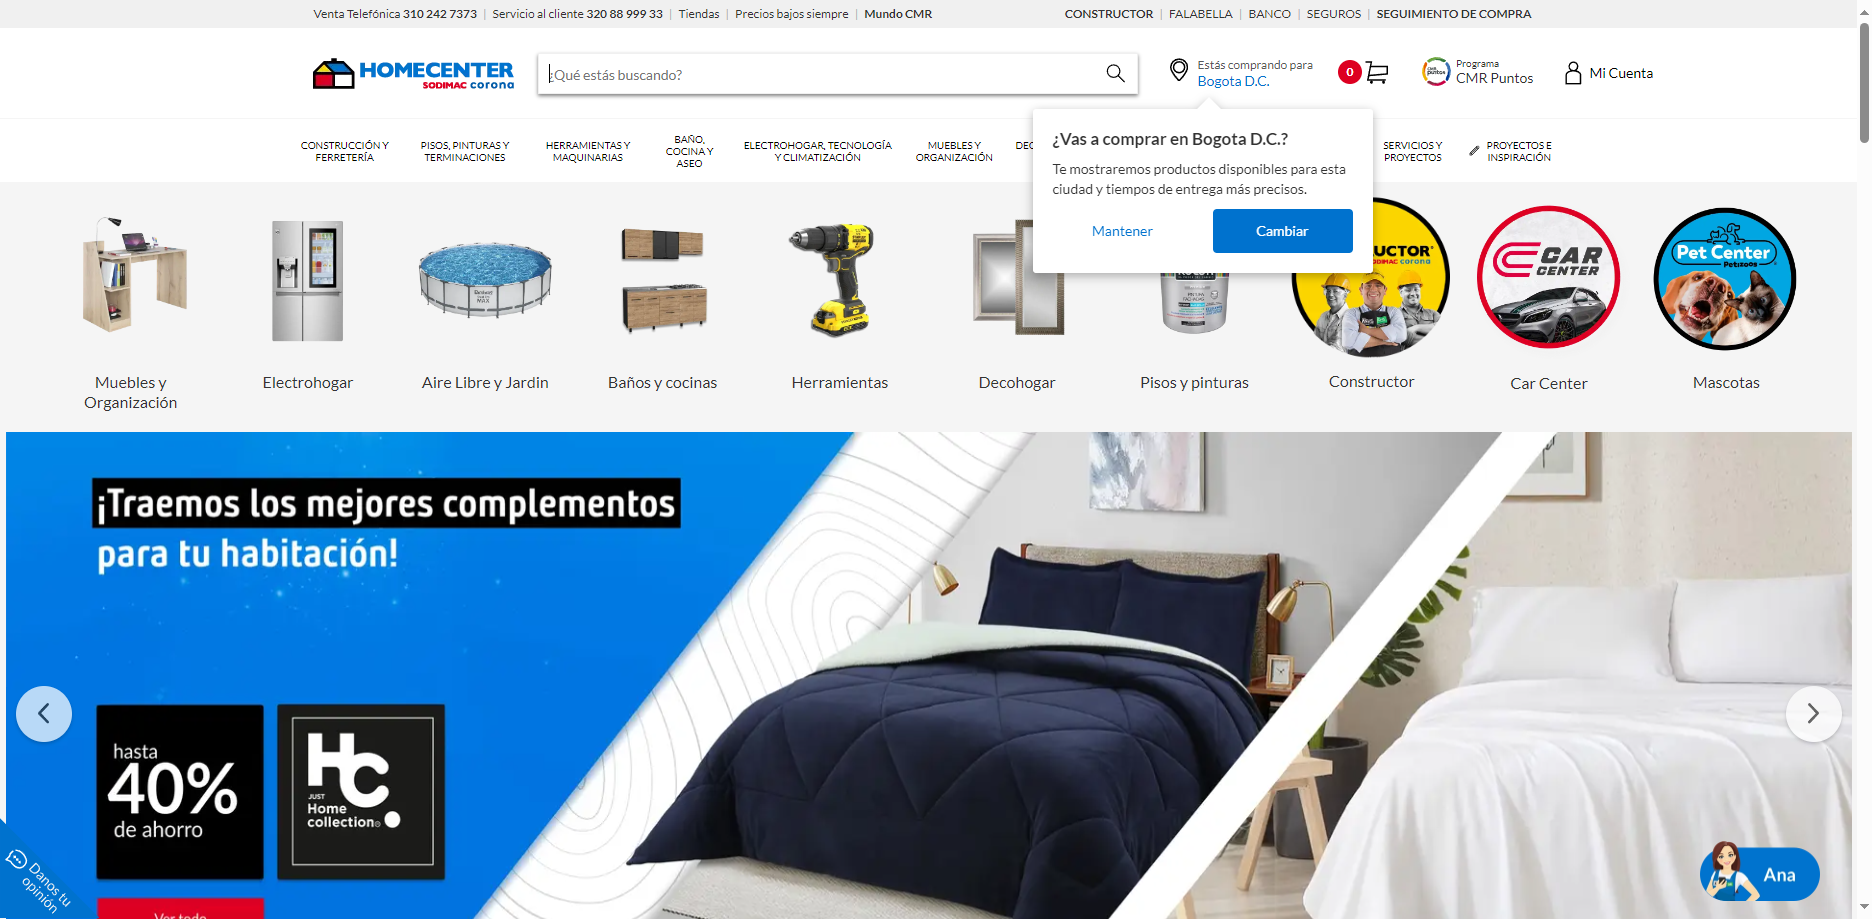 Venta Telefónica 310 242 7373 | Servicio al cliente 320 88 999 33 | Tiendas | Precios bajos siempre | Mundo CMR
CONSTRUCTOR | FALABELLA | BANCO | SEGUROS | SEGUIMIENTO DE COMPRA
HOMECENTER
SODIMAC corona
¿Qué estás buscando?
Estás comprando para
Bogota D.C.
0
CMR
puntos
Programa
CMR Puntos
Mi Cuenta
CONSTRUCCIÓN Y
FERRETERÍA
PISOS, PINTURAS Y
TERMINACIONES
HERRAMIENTAS Y
MAQUINARIAS
BAÑO,
COCINA Y
ASEO
ELECTROHOGAR, TECNOLOGÍA
Y CLIMATIZACIÓN
MUEBLES Y
ORGANIZACIÓN
SERVICIOS Y
PROYECTOS
PROYECTOS E
INSPIRACIÓN
¿Vas a comprar en Bogota D.C.?
Te mostraremos productos disponibles para esta
ciudad y tiempos de entrega más precisos.
Mantener
Cambiar
SODIMAC corona
CAR
CENTER
Pet Center
Petizoos
Muebles y
Organización
Electrohogar
Aire Libre y Jardin
Baños y cocinas
Herramientas
Decohogar
Pisos y pinturas
Constructor
Car Center
Mascotas
¡Traemos los mejores complementos
para tu habitación!
hasta
40%
de ahorro
HC.
JUST
Home
collection®
Ver todo
Danos tu
opinión
Ana